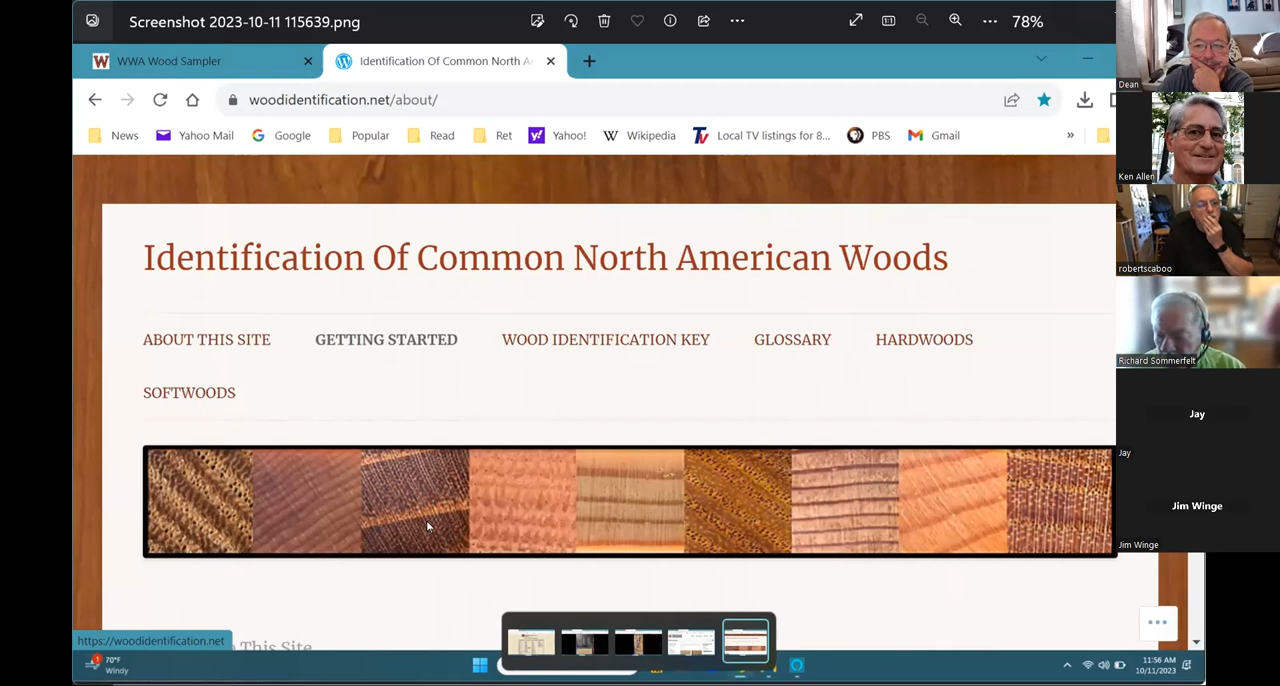 Screenshot 2023-10-11 115639.png
78%
WWA Wood Sampler
Identification Of Common North A
woodidentification.net/about/
News
Yahoo Mail
Google
Popular
Read
Ret
Yahoo!
Wikipedia
Local TV listings for 8...
PBS
Gmail
Identification Of Common North American Woods
ABOUT THIS SITE
GETTING STARTED
WOOD IDENTIFICATION KEY
GLOSSARY
HARDWOODS
SOFTWOODS
This Site
https://woodidentification.net
1
70°F
Windy
11:56 AM
10/11/2023
Dean
Ken Allen
robertscaboo
Richard Sommerfelt
Jay
Jay
Jim Winge
Jim Winge